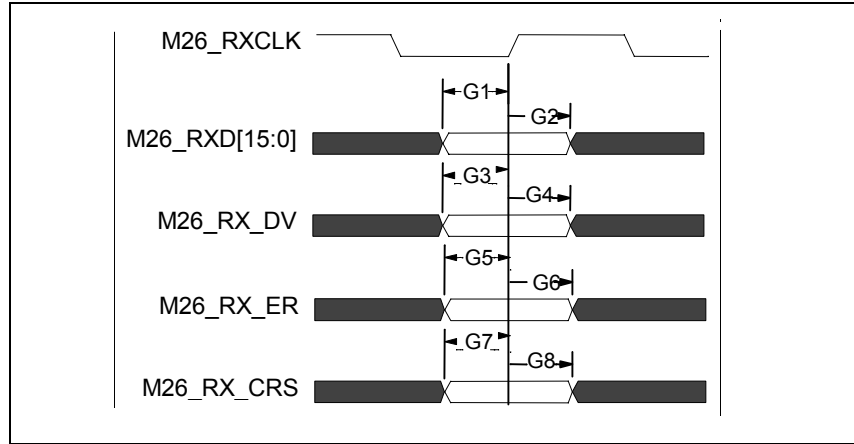 M26_RXCLK
G1
G2
M26_RXD[15:0]
G3
G4
M26_RX_DV
G5
G6
M26_RX_ER
G7
G8
M26_RX_CRS